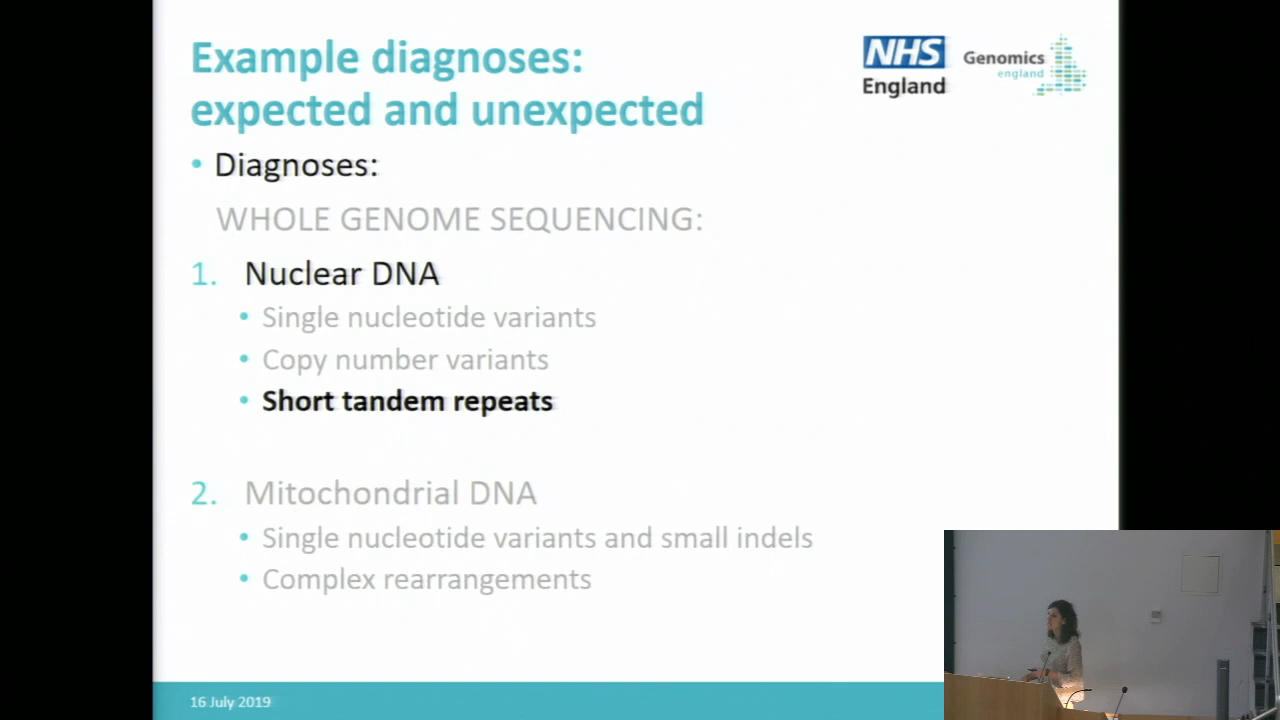 Example diagnoses:
expected and unexpected
NHS
England
Genomics
england
• Diagnoses:
WHOLE GENOME SEQUENCING:
1. Nuclear DNA
• Single nucleotide variants
• Copy number variants
• Short tandem repeats
2. Mitochondrial DNA
• Single nucleotide variants and small indels
• Complex rearrangements
16 July 2019